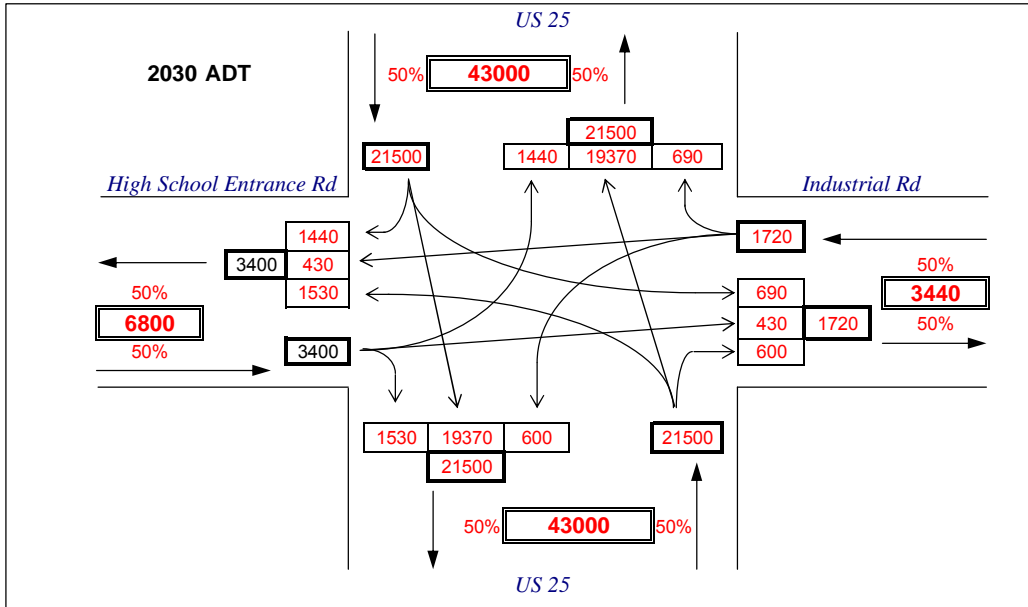 US 25
2030 ADT
50% 43000 50%
21500
21500 1440 19370 690
High School Entrance Rd Industrial Rd
1440 1720
3400 430 50%
50% 1530 690 3440
6800 430 1720 50%
50% 3400 600
1530 19370 600 21500
21500
50% 43000 50%
US 25